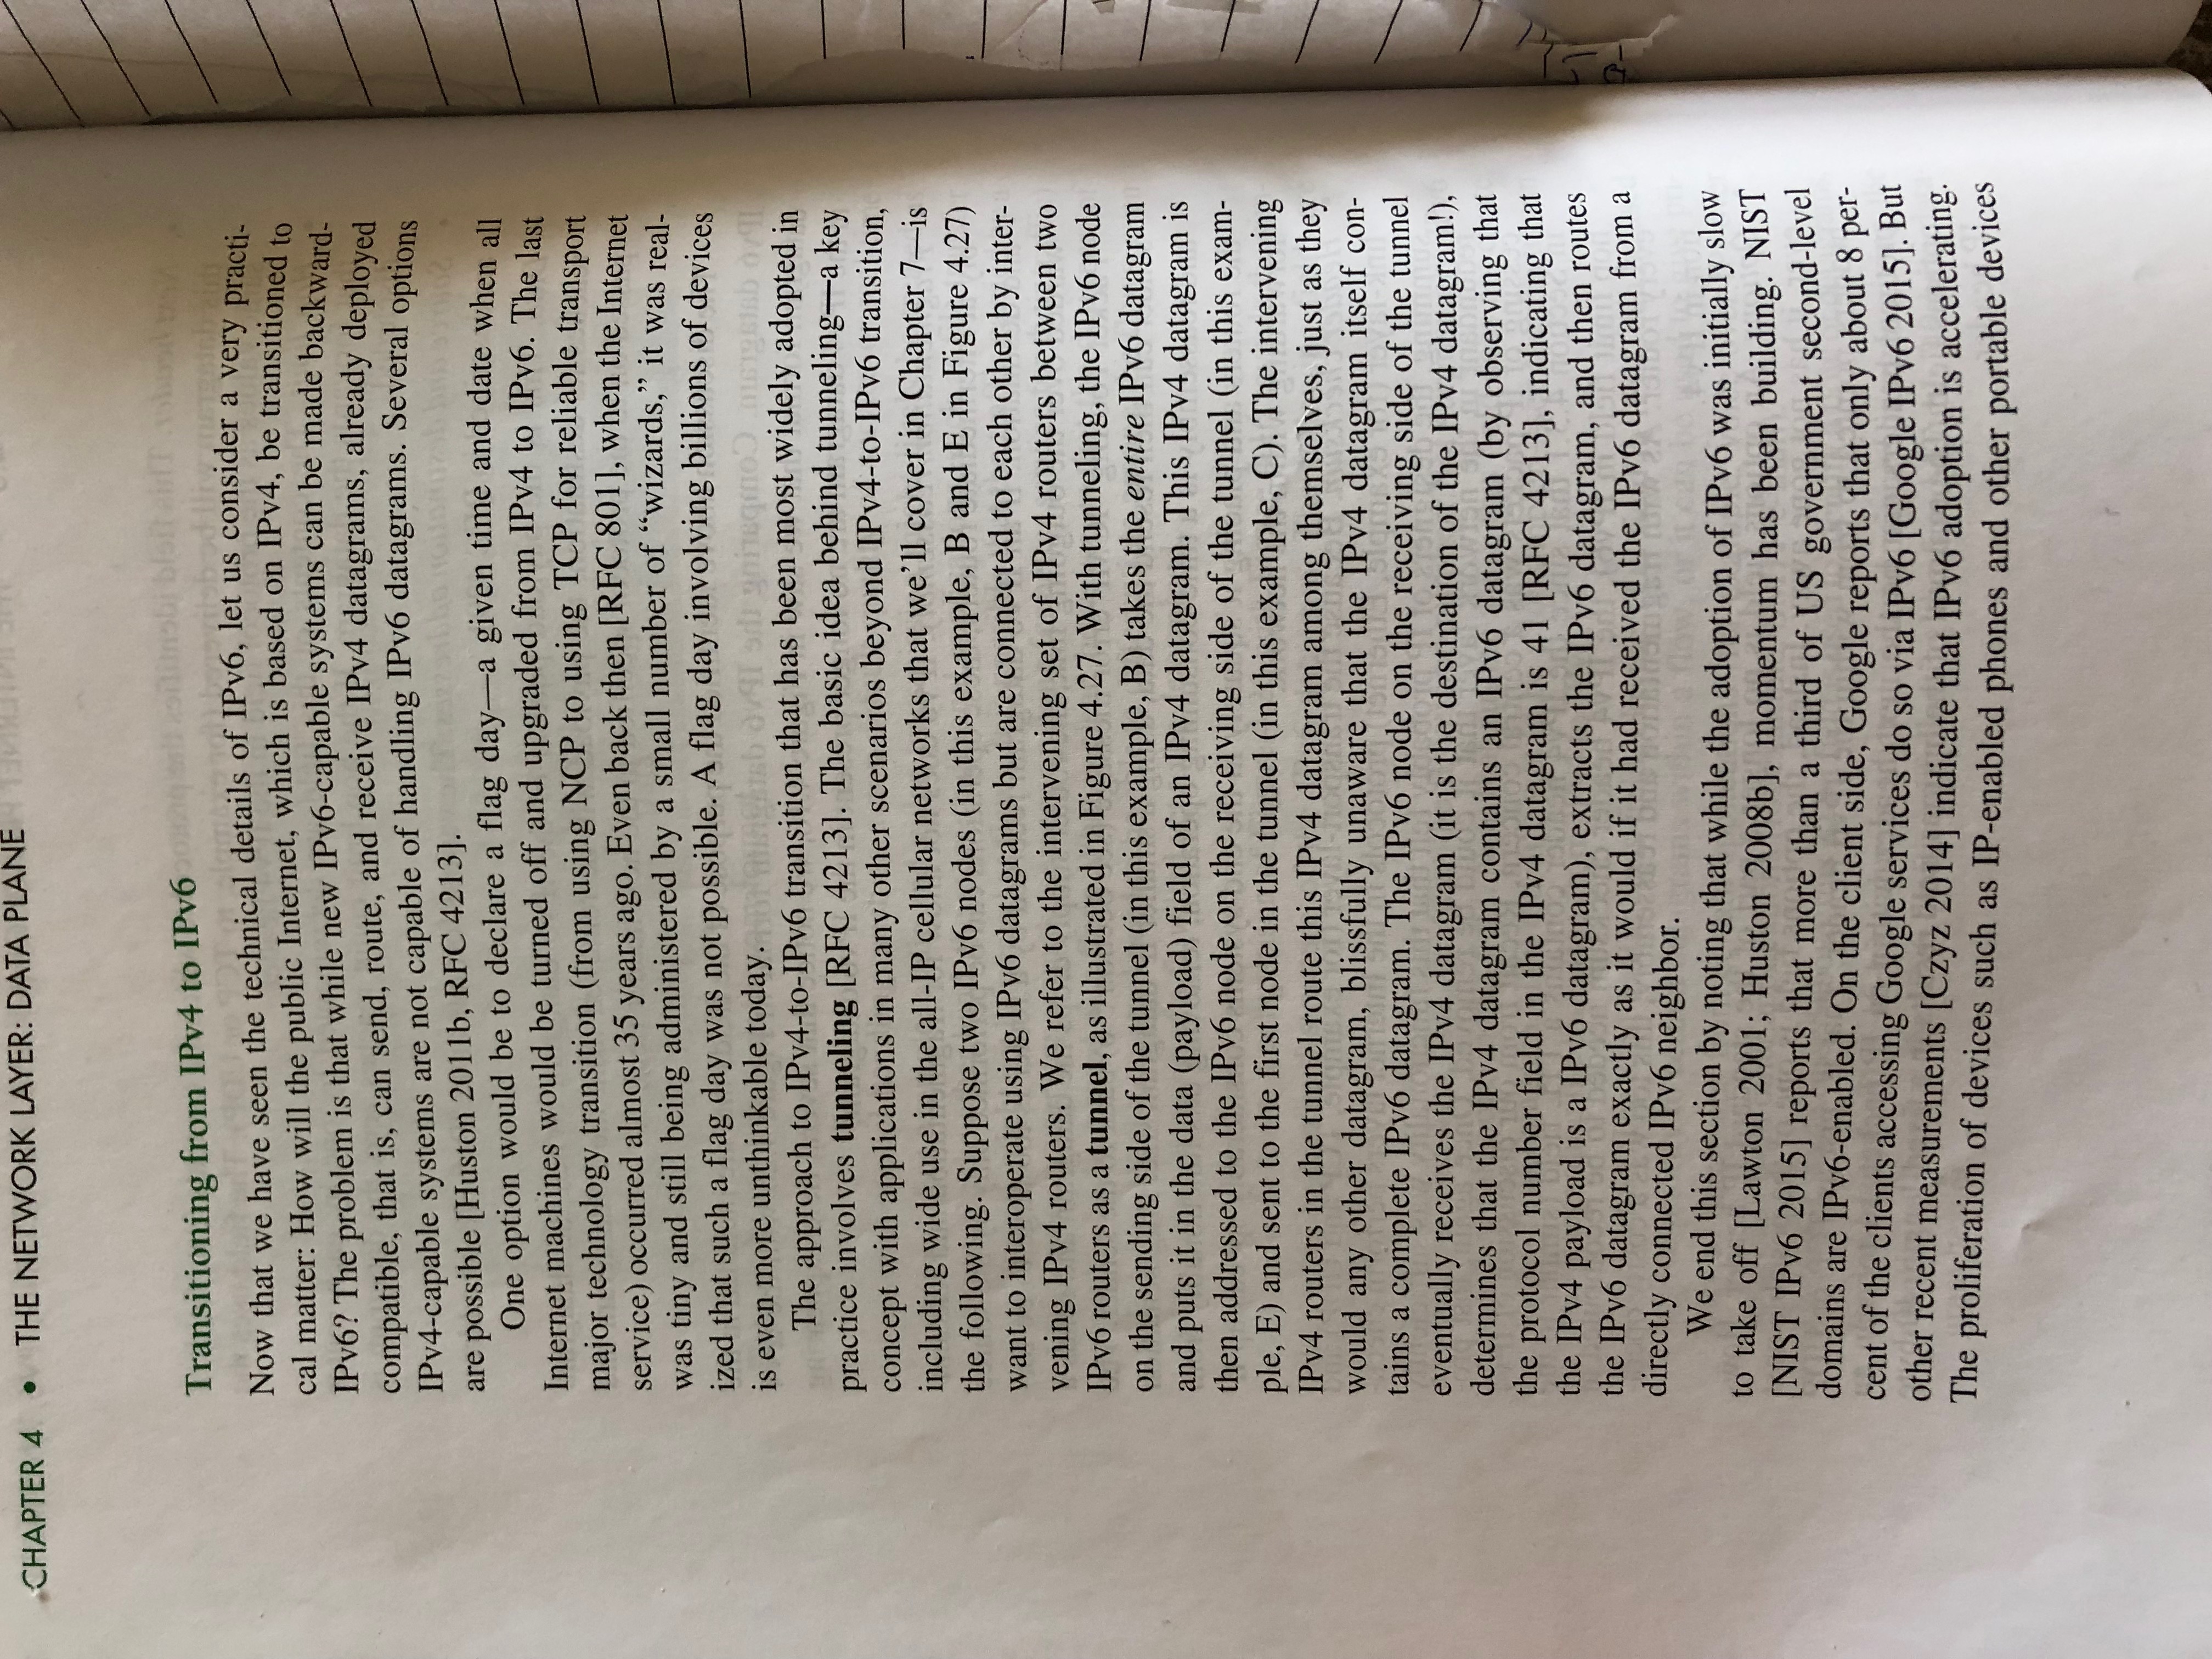 CHAPTER 4 • THE NETWORK LAYER: DATA PLANE
Transitioning from IPv4 to IPv6
Now that we have seen the technical details of IPv6, let us consider a very practi-
cal matter: How will the public Internet, which is based on IPv4, be transitioned to
IPv6? The problem is that while new IPv6-capable systems can be made backward-
compatible, that is, can send, route, and receive IPv4 datagrams, already deployed
IPv4-capable systems are not capable of handling IPv6 datagrams. Several options
are possible [Huston 2011b, RFC 4213].
One option would be to declare a flag day—a given time and date when all
Internet machines would be turned off and upgraded from IPv4 to IPv6. The last
major technology transition (from using NCP to using TCP for reliable transport
service) occurred almost 35 years ago. Even back then [RFC 801], when the Internet
was tiny and still being administered by a small number of “wizards,” it was real-
ized that such a flag day was not possible. A flag day involving billions of devices
is even more unthinkable today.
The approach to IPv4-to-IPv6 transition that has been most widely adopted in
practice involves tunneling [RFC 4213]. The basic idea behind tunneling—a key
concept with applications in many other scenarios beyond IPv4-to-IPv6 transition,
including wide use in the all-IP cellular networks that we’ll cover in Chapter 7—is
the following. Suppose two IPv6 nodes (in this example, B and E in Figure 4.27)
want to interoperate using IPv6 datagrams but are connected to each other by inter-
vening IPv4 routers. We refer to the intervening set of IPv4 routers between two
IPv6 routers as a tunnel, as illustrated in Figure 4.27. With tunneling, the IPv6 node
on the sending side of the tunnel (in this example, B) takes the entire IPv6 datagram
and puts it in the data (payload) field of an IPv4 datagram. This IPv4 datagram is
then addressed to the IPv6 node on the receiving side of the tunnel (in this exam-
ple, E) and sent to the first node in the tunnel (in this example, C). The intervening
IPv4 routers in the tunnel route this IPv4 datagram among themselves, just as they
would any other datagram, blissfully unaware that the IPv4 datagram itself con-
tains a complete IPv6 datagram. The IPv6 node on the receiving side of the tunnel
eventually receives the IPv4 datagram (it is the destination of the IPv4 datagram!),
determines that the IPv4 datagram contains an IPv6 datagram (by observing that
the protocol number field in the IPv4 datagram is 41 [RFC 4213], indicating that
the IPv4 payload is a IPv6 datagram), extracts the IPv6 datagram, and then routes
the IPv6 datagram exactly as it would if it had received the IPv6 datagram from a
directly connected IPv6 neighbor.
We end this section by noting that while the adoption of IPv6 was initially slow
to take off [Lawton 2001; Huston 2008b], momentum has been building. NIST
[NIST IPv6 2015] reports that more than a third of US government second-level
domains are IPv6-enabled. On the client side, Google reports that only about 8 per-
cent of the clients accessing Google services do so via IPv6 [Google IPv6 2015]. But
other recent measurements [Czyz 2014] indicate that IPv6 adoption is accelerating.
The proliferation of devices such as IP-enabled phones and other portable devices